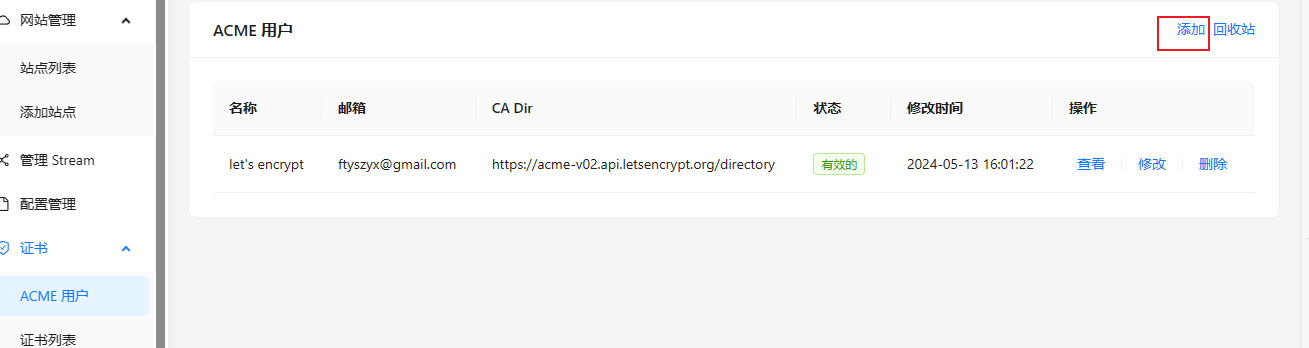 网站管理
站点列表
添加站点
管理 Stream
配置管理
证书
ACME 用户
证书列表
ACME 用户
添加 回收站
名称 邮箱 CA Dir 状态 修改时间 操作
let's encrypt ftyszyx@gmail.com https://acme-v02.api.letsencrypt.org/directory 有效的 2024-05-13 16:01:22 查看 修改 删除